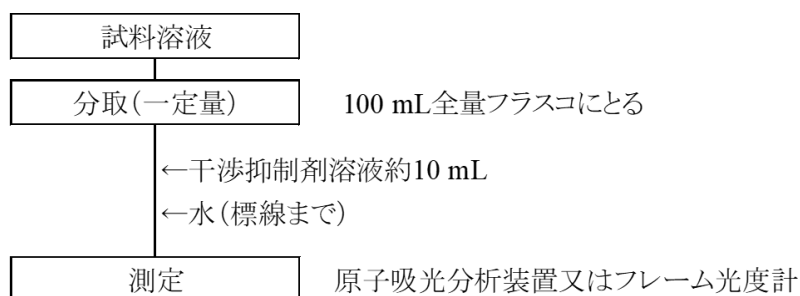 試料溶液
分取(一定量) 100 mL全量フラスコにとる
←干渉抑制剤溶液約10 mL
←水(標線まで)
測定 原子吸光分析装置又はフレーム光度計